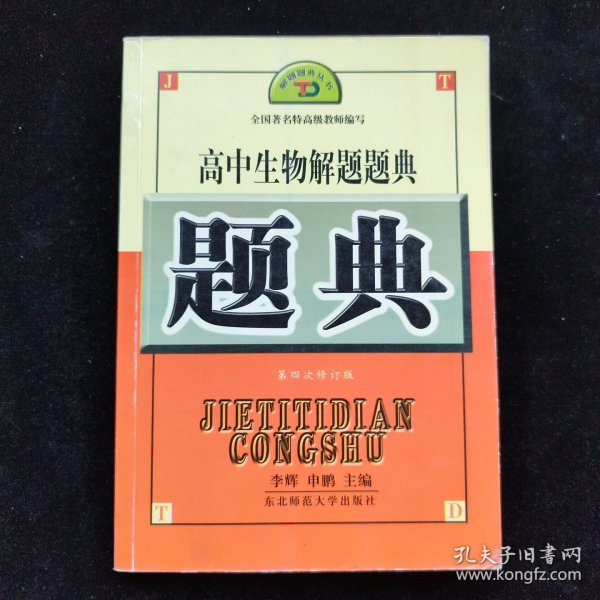 解题题典丛书
TD
J
T
全国著名特高级教师编写
高中生物解题题典
题典
第四次修订版
JIETITIDIAN
CONGSHU
李辉 申鹏 主编
东北师范大学出版社
T
D
孔夫子旧书网
www.kongfz.com